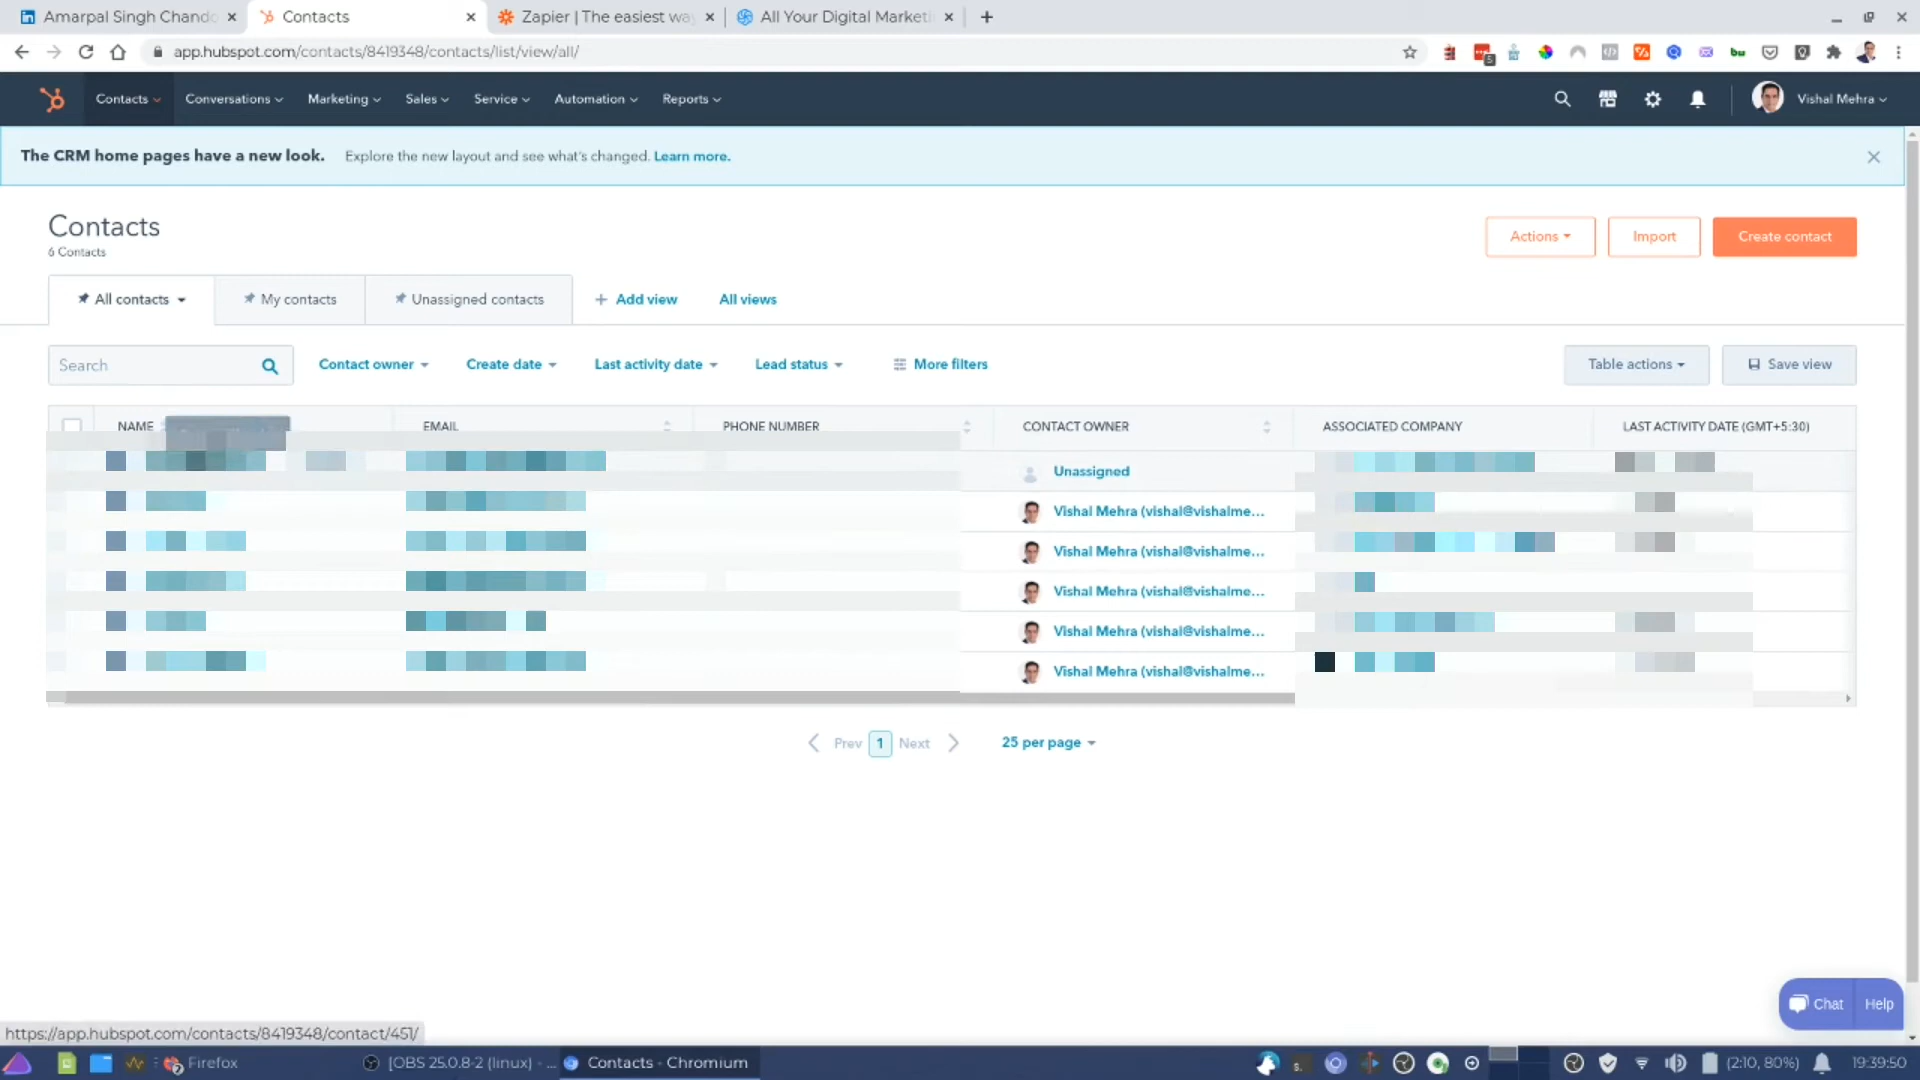 Amarpal Singh Chando
Contacts
Zapier | The easiest way
All Your Digital Marketi
app.hubspot.com/contacts/8419348/contacts/list/view/all/
Contacts
Conversations
Marketing
Sales
Service
Automation
Reports
Vishal Mehra
The CRM home pages have a new look. Explore the new layout and see what's changed. Learn more.
Contacts
6 Contacts
Actions
Import
Create contact
All contacts
My contacts
Unassigned contacts
+ Add view
All views
Search
Contact owner
Create date
Last activity date
Lead status
More filters
Table actions
Save view
NAME
EMAIL
PHONE NUMBER
CONTACT OWNER
ASSOCIATED COMPANY
LAST ACTIVITY DATE (GMT+5:30)
Unassigned
Vishal Mehra (vishal@vishalme...
Vishal Mehra (vishal@vishalme...
Vishal Mehra (vishal@vishalme...
Vishal Mehra (vishal@vishalme...
Vishal Mehra (vishal@vishalme...
Prev 1 Next
25 per page
Chat
Help
https://app.hubspot.com/contacts/8419348/contact/451/
Firefox
[OBS 25.0.8-2 (linux) - ...
Contacts - Chromium
(2:10, 80%)
19:39:50